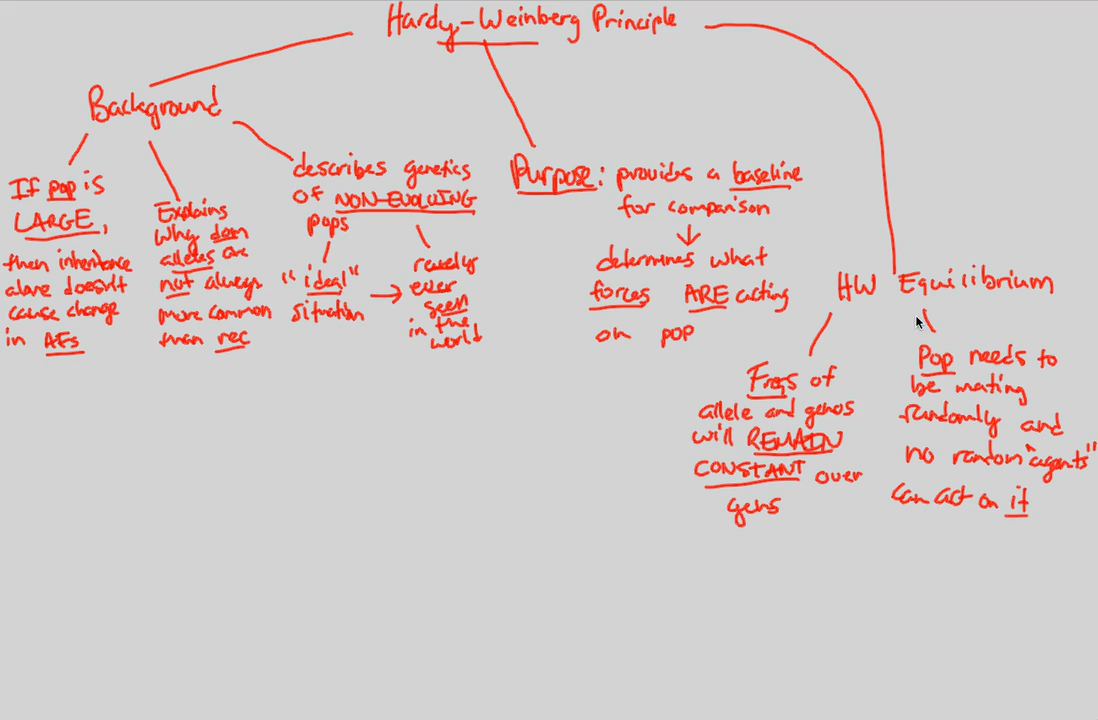 Hardy-Weinberg Principle
Background
If pop is
LARGE,
then inheritance
alone doesn't
cause change
in AFs
Explains
why dom
alleles are
not always
more common
than rec
describes genetics
of NON-EVOLVING
pops
"ideal"
situation
rarely
ever
seen
in the
world
Purpose: provides a baseline
for comparison
determines what
forces ARE acting
on pop
HW Equilibrium
Freqs of
allele and genos
will REMAIN
CONSTANT over
gens
Pop needs to
be mating
randomly and
no random "agents"
can act on it